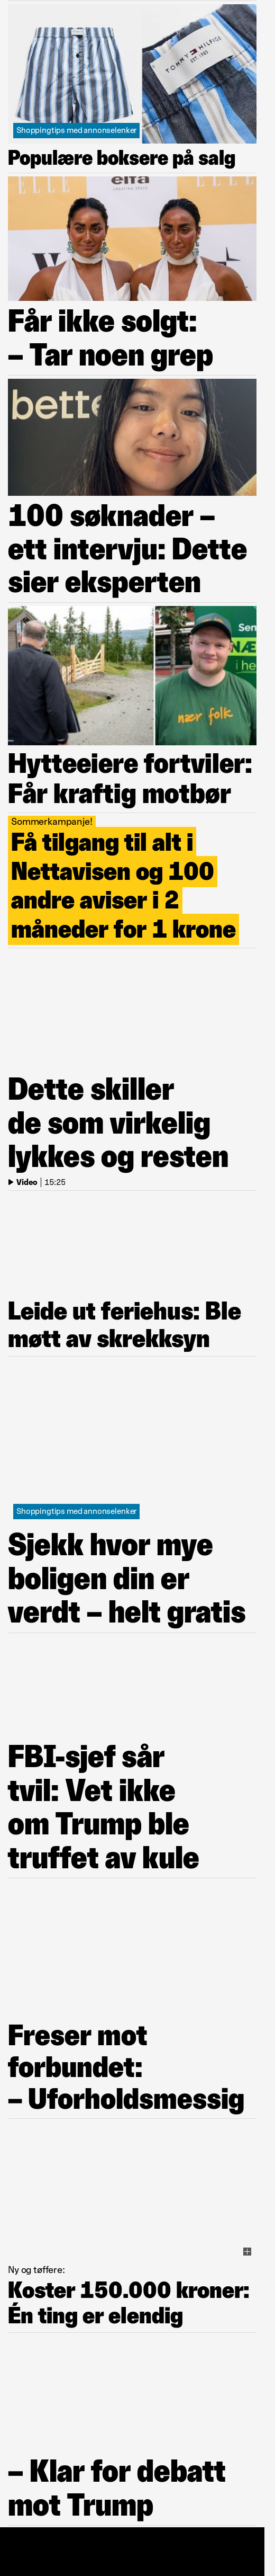 TOMMY HILFIGER
EST. 1985
Shoppingtips med annonselenker
Populære boksere på salg
ELLE
Får ikke solgt:
– Tar noen grep
bette
100 søknader –
ett intervju: Dette
sier eksperten
Sen
i he
nær folk
Hytteeiere fortviler:
Får kraftig motbør
Sommerkampanje!
Få tilgang til alt i
Nettavisen og 100
andre aviser i 2
måneder for 1 krone
Dette skiller
de som virkelig
lykkes og resten
Video | 15:25
Leide ut feriehus: Ble
møtt av skrekksyn
Shoppingtips med annonselenker
Sjekk hvor mye
boligen din er
verdt – helt gratis
FBI-sjef sår
tvil: Vet ikke
om Trump ble
truffet av kule
Freser mot
forbundet:
– Uforholdsmessig
Ny og tøffere:
Koster 150.000 kroner:
Én ting er elendig
– Klar for debatt
mot Trump